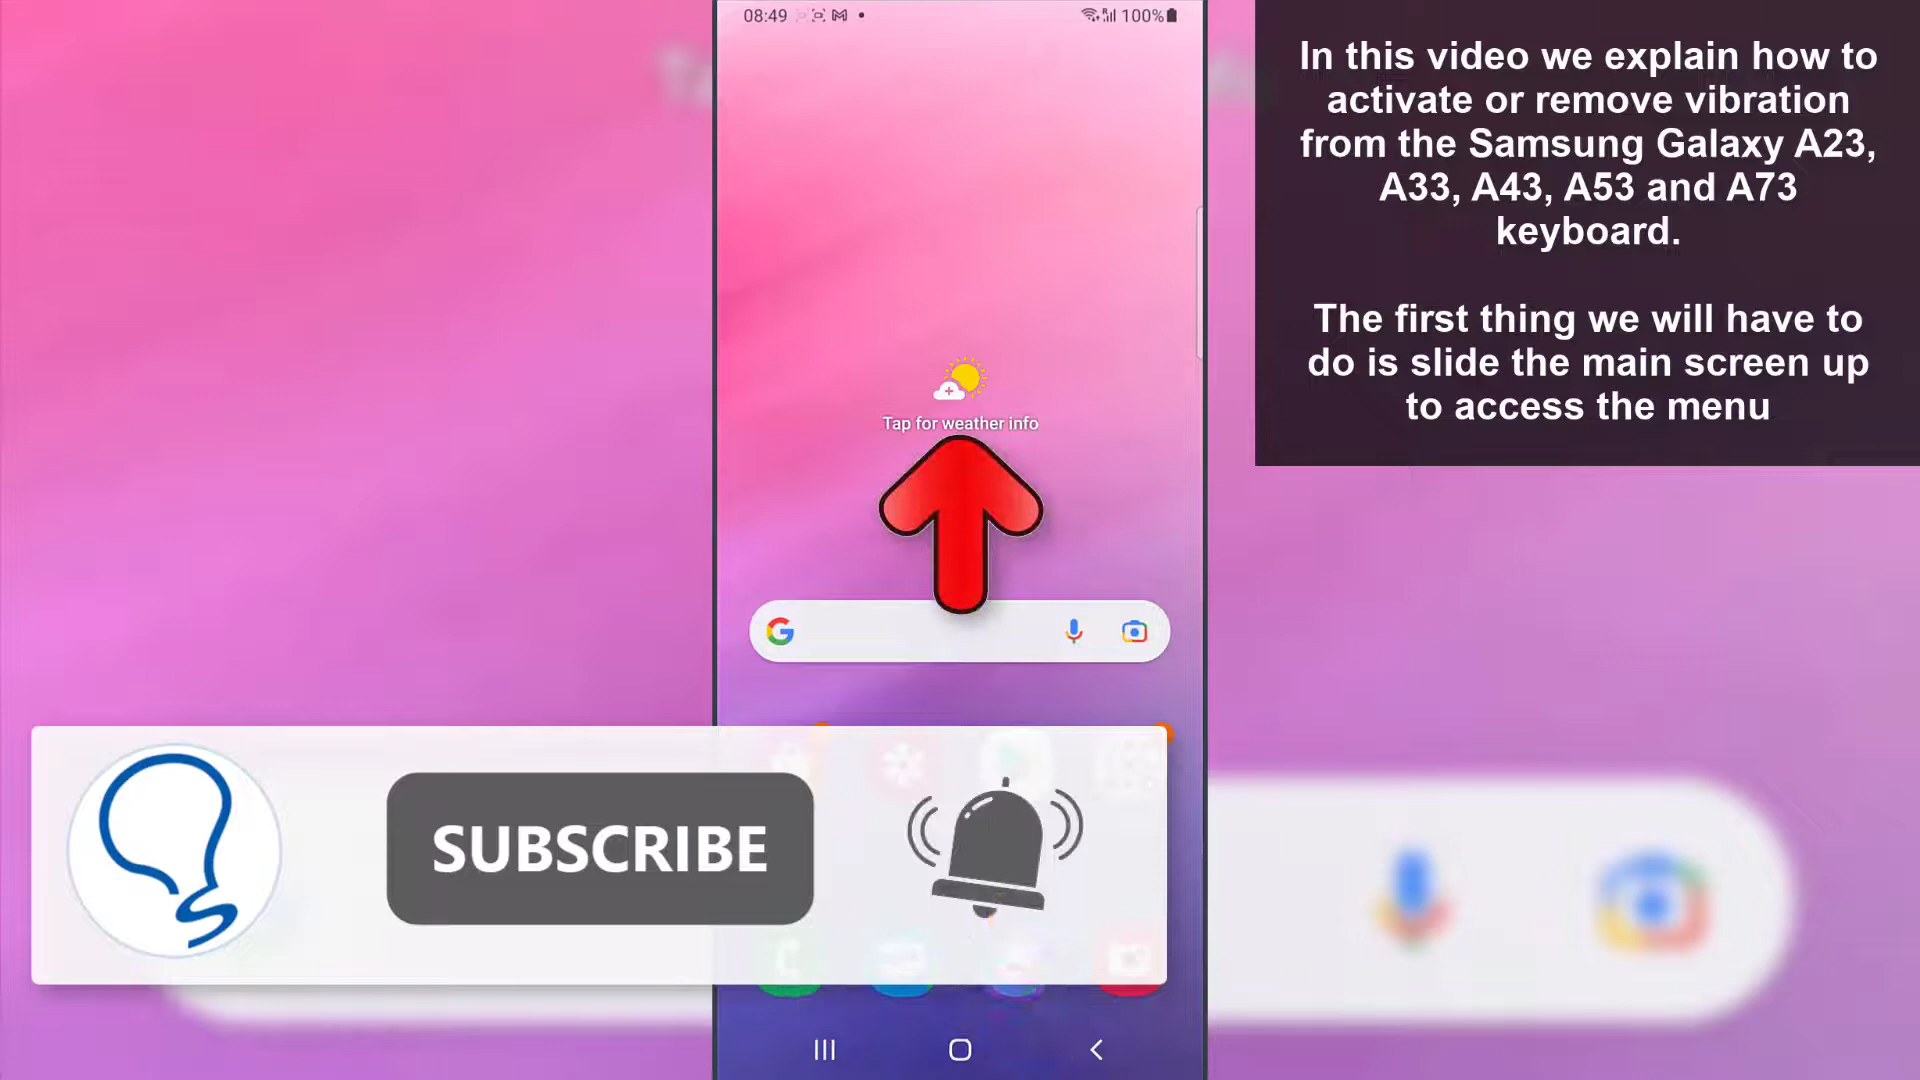 08:49
100%
In this video we explain how to
activate or remove vibration
from the Samsung Galaxy A23,
A33, A43, A53 and A73
keyboard.
The first thing we will have to
do is slide the main screen up
to access the menu
Tap for weather info
SUBSCRIBE